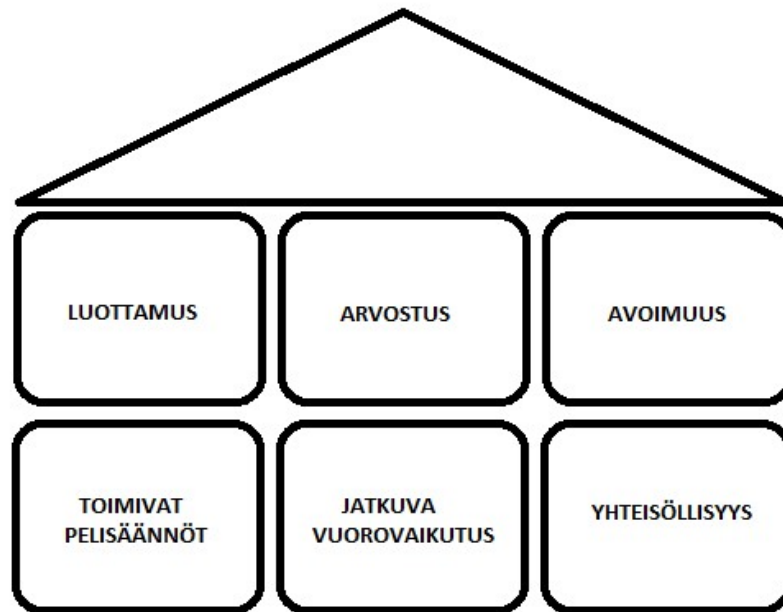 LUOTTAMUS
ARVOSTUS
AVOIMUUS
TOIMIVAT
PELISÄÄNNÖT
JATKUVA
VUOROVAIKUTUS
YHTEISÖLLISYYS